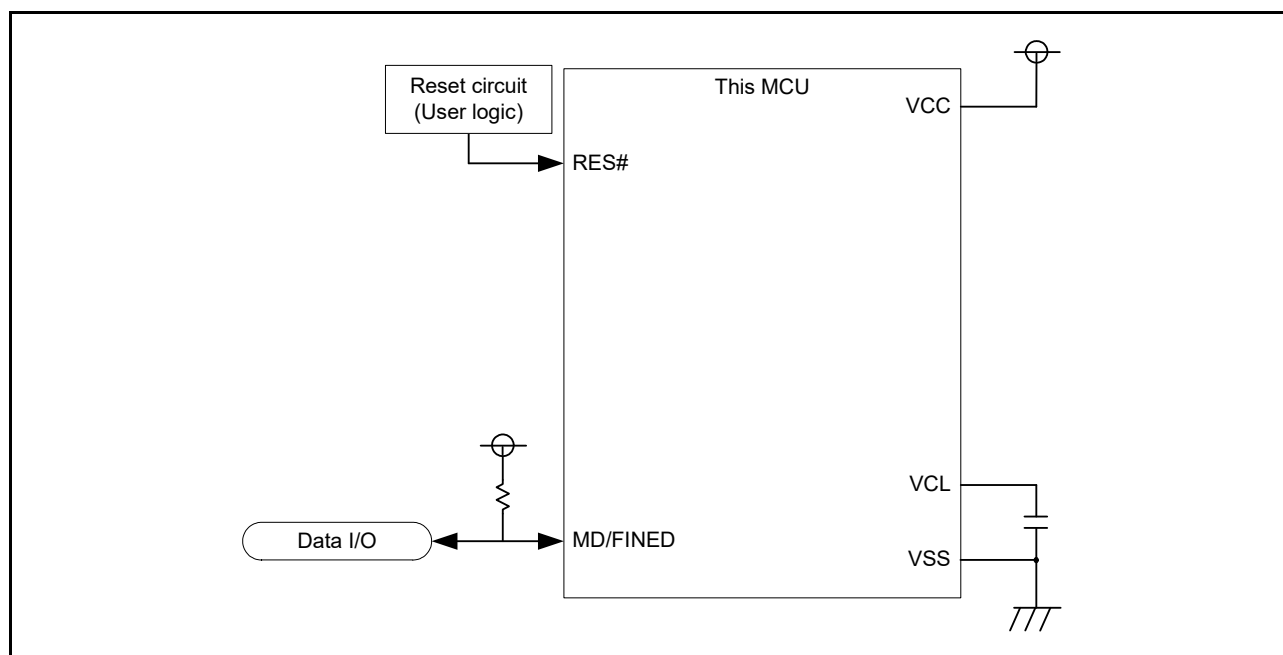 Reset circuit
(User logic)
This MCU
VCC
RES#
VCL
Data I/O
MD/FINED
VSS